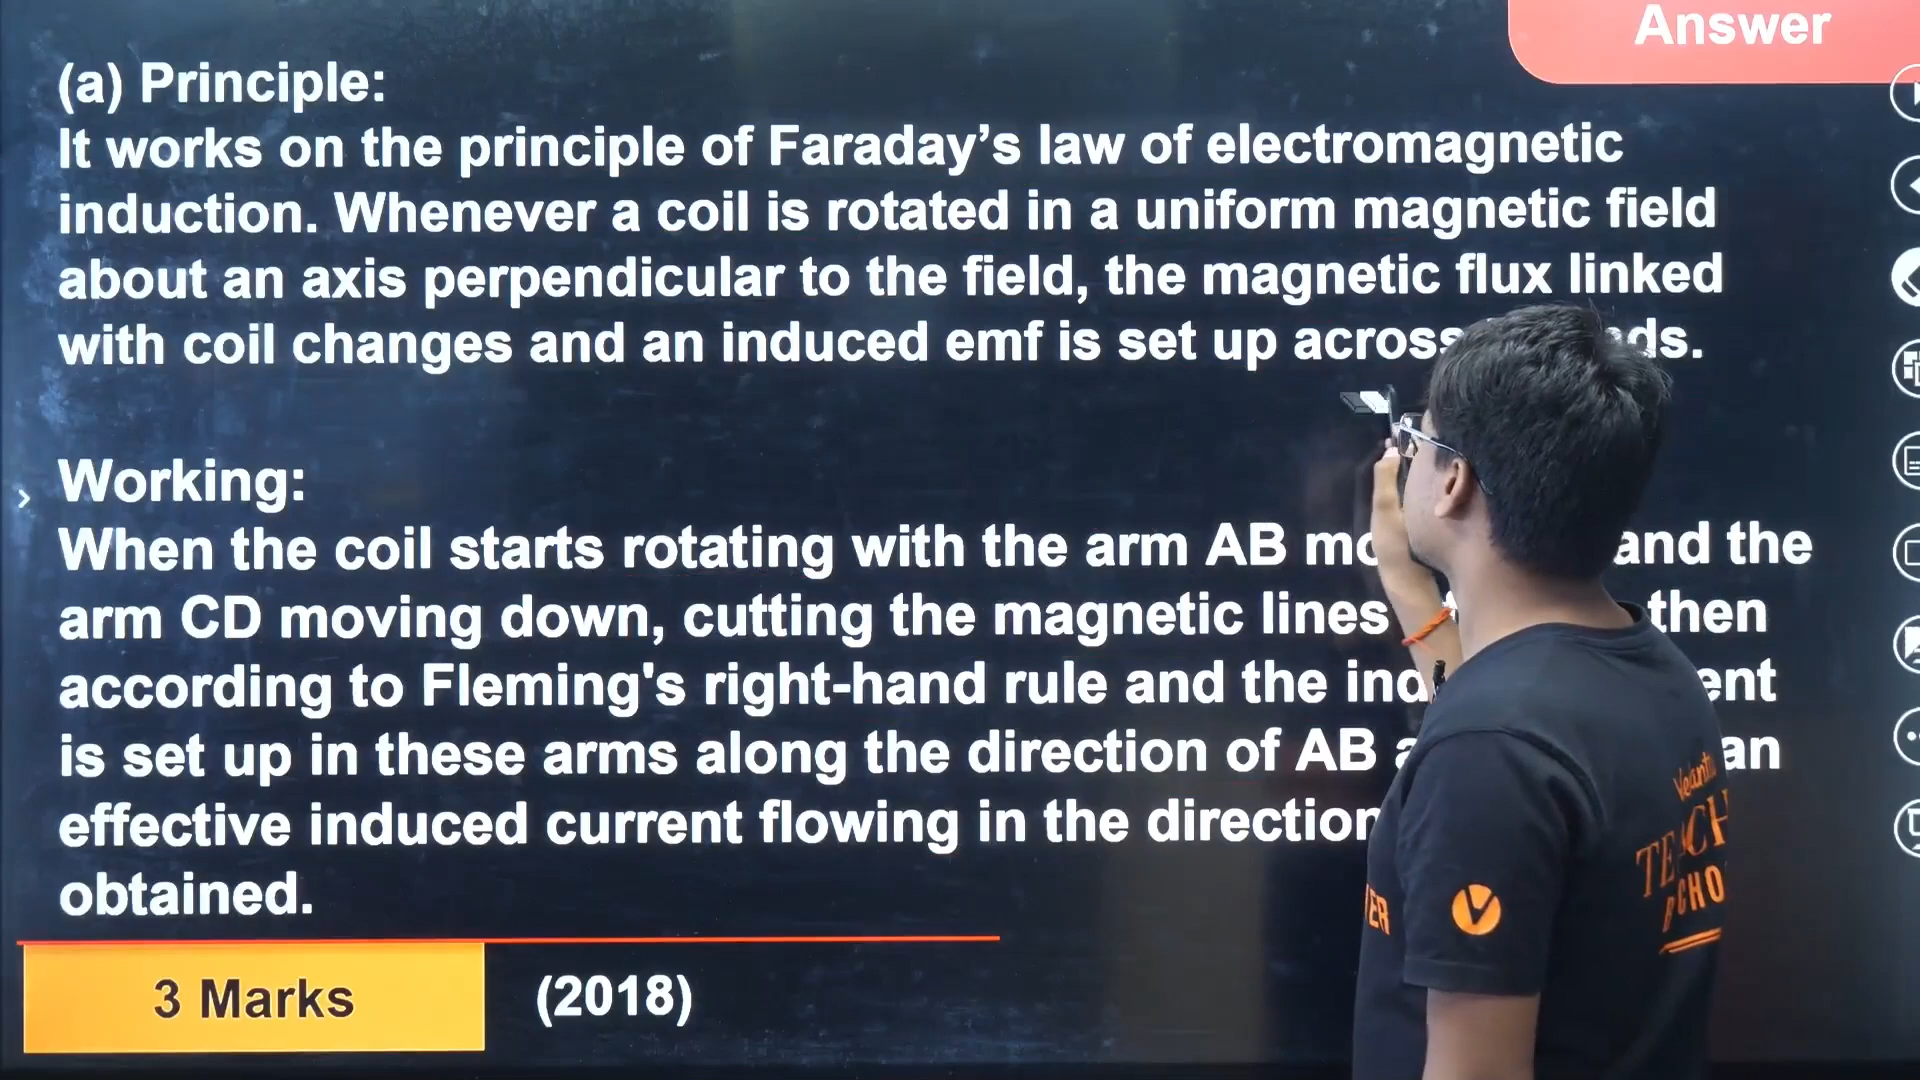 Answer
(a) Principle:
It works on the principle of Faraday's law of electromagnetic
induction. Whenever a coil is rotated in a uniform magnetic field
about an axis perpendicular to the field, the magnetic flux linked
with coil changes and an induced emf is set up across
Working:
When the coil starts rotating with the arm AB and the
arm CD moving down, cutting the magnetic lines then
according to Fleming's right-hand rule and the
is set up in these arms along the direction of AB
effective induced current flowing in the direction
obtained.
3 Marks
(2018)